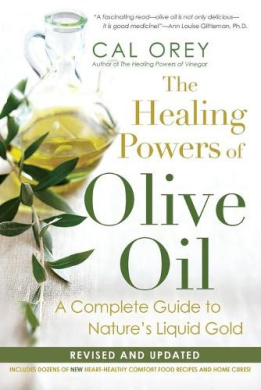 "A fascinating read—olive oil is not only delicious—
it is good medicine!"—Ann Louise Gittleman, Ph.D.
CAL OREY
Author of The Healing Powers of Vinegar
The
Healing
Powers of
Olive
Oil
A Complete Guide to
Nature's Liquid Gold
REVISED AND UPDATED
INCLUDES DOZENS OF NEW HEART-HEALTHY COMFORT FOOD RECIPES AND HOME CURES!